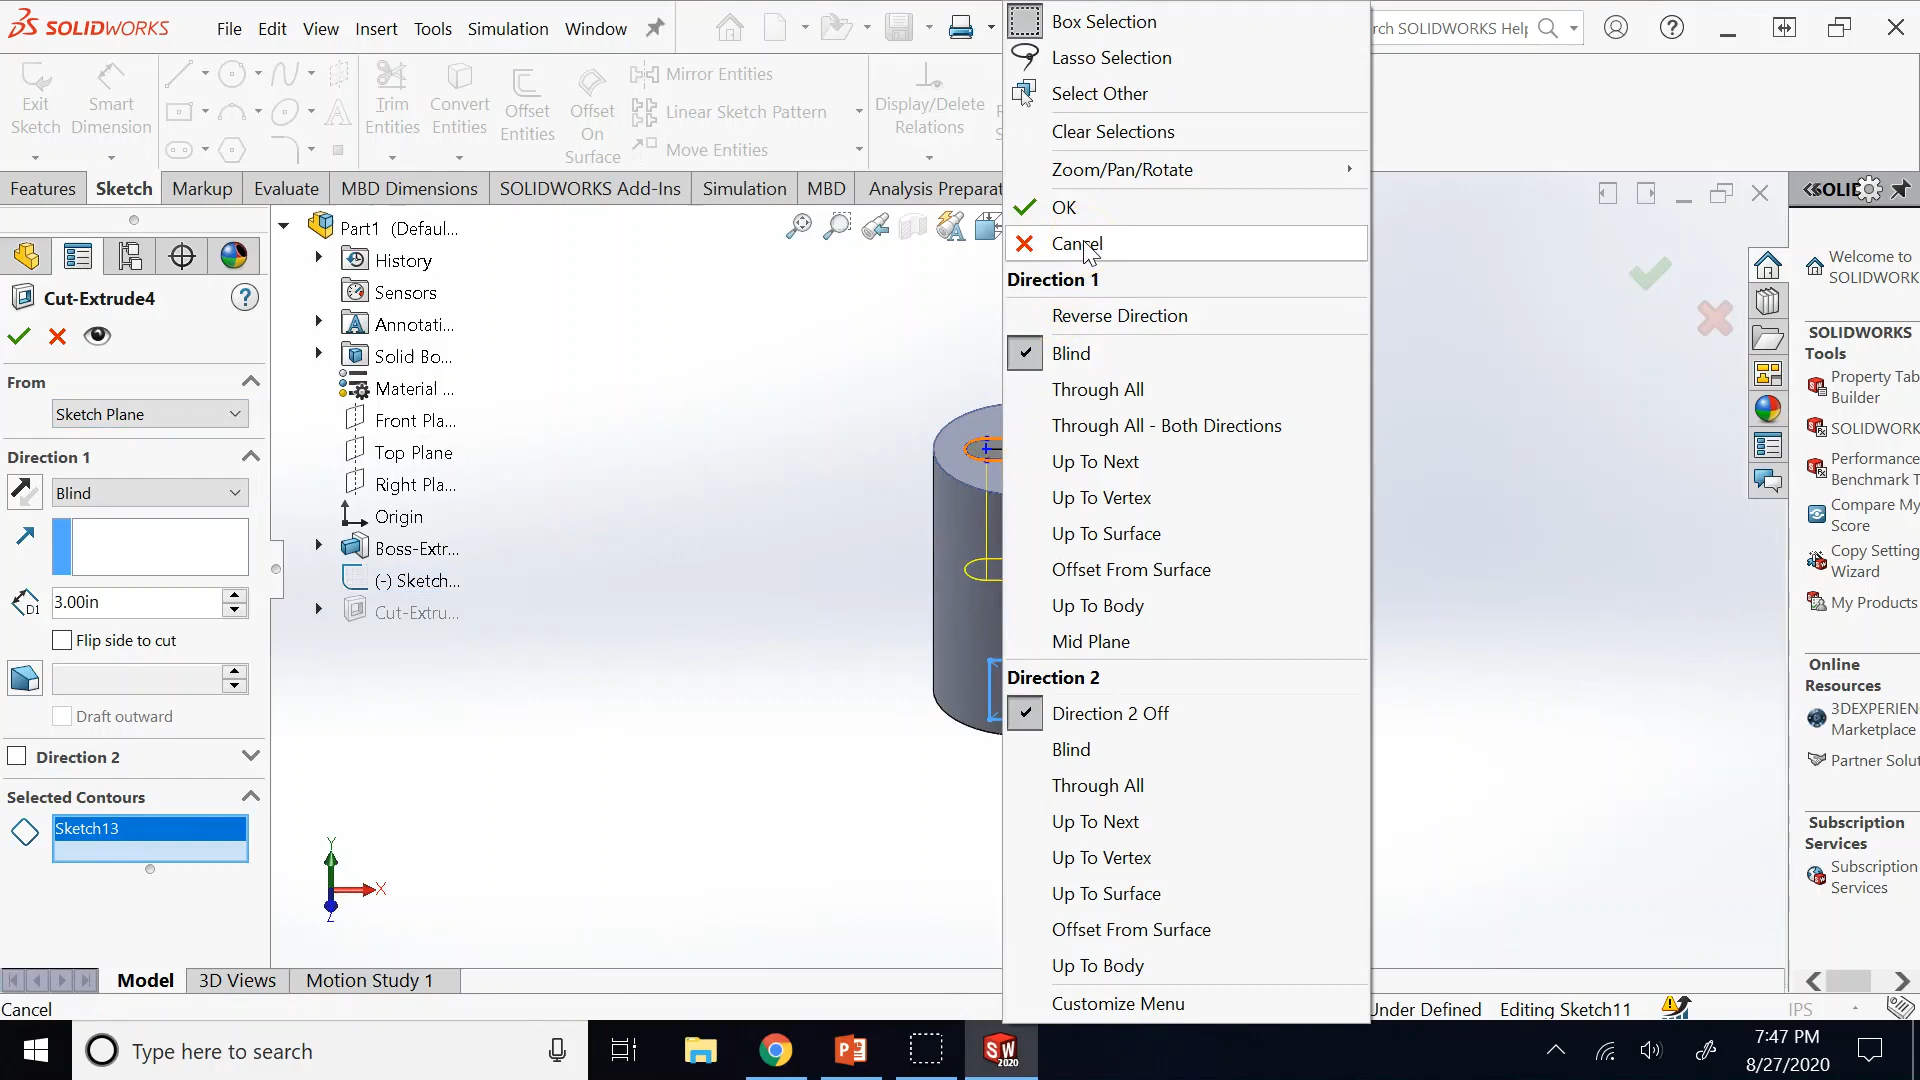 SOLIDWORKS
File Edit View Insert Tools Simulation Window
rch SOLIDWORKS Help
Exit Sketch
Smart Dimension
Trim Entities
Convert Entities
Offset Entities
Offset On Surface
Mirror Entities
Linear Sketch Pattern
Move Entities
Display/Delete Relations
Features Sketch Markup Evaluate MBD Dimensions SOLIDWORKS Add-Ins Simulation MBD Analysis Preparat
Cut-Extrude4
From
Sketch Plane
Direction 1
Blind
D1
3.00in
Flip side to cut
Draft outward
Direction 2
Selected Contours
Sketch13
Part1 (Defaul...
History
Sensors
Annotati...
Solid Bo...
Material ...
Front Pla...
Top Plane
Right Pla...
Origin
Boss-Extr...
(-) Sketch...
Cut-Extru...
Y
X
Z
Box Selection
Lasso Selection
Select Other
Clear Selections
Zoom/Pan/Rotate
OK
Cancel
Direction 1
Reverse Direction
Blind
Through All
Through All - Both Directions
Up To Next
Up To Vertex
Up To Surface
Offset From Surface
Up To Body
Mid Plane
Direction 2
Direction 2 Off
Blind
Through All
Up To Next
Up To Vertex
Up To Surface
Offset From Surface
Up To Body
Customize Menu
SOLID
Welcome to
SOLIDWORKS
SOLIDWORKS
Tools
Property Tab
Builder
SOLIDWORK
Performance
Benchmark T
Compare My
Score
Copy Setting
Wizard
My Products
Online
Resources
3DEXPERIEN
Marketplace
Partner Solut
Subscription
Services
Subscription
Services
Model 3D Views Motion Study 1
Cancel
Under Defined Editing Sketch11 IPS
Type here to search
SW
2020
7:47 PM
8/27/2020